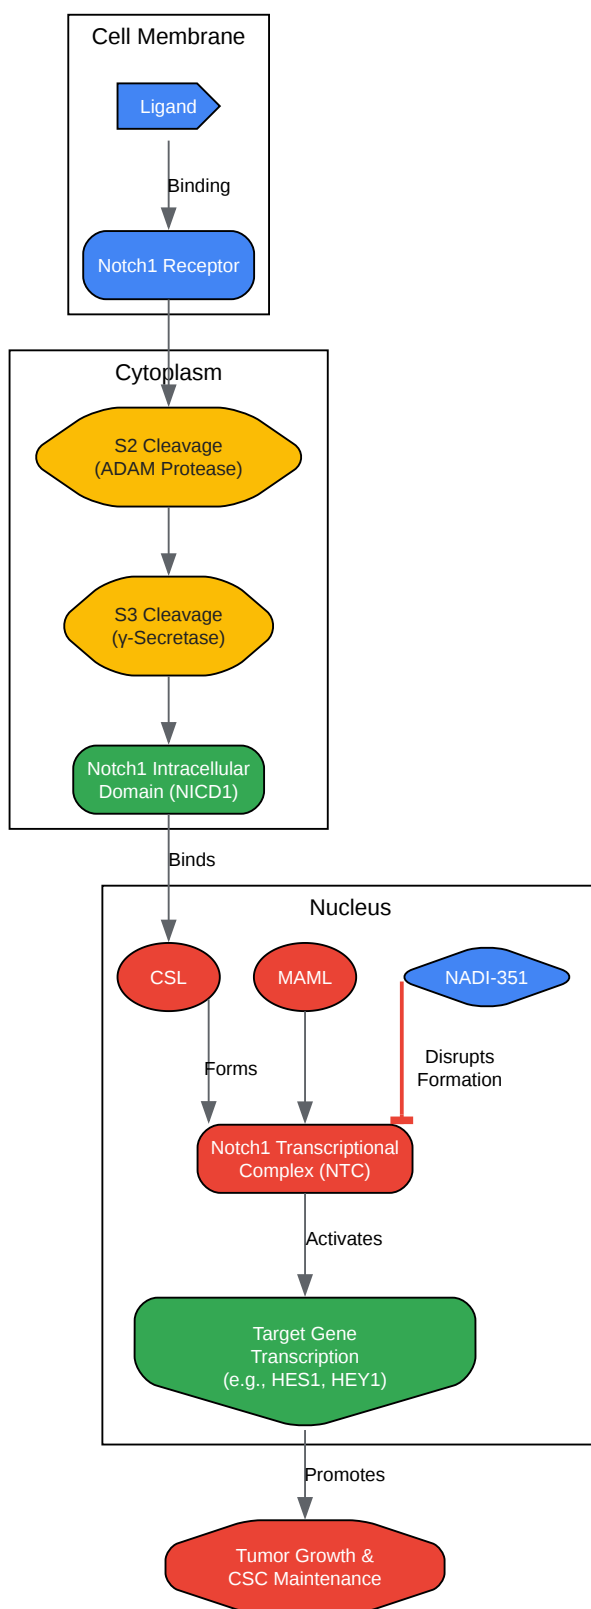 Cell Membrane
Ligand
Binding
Notch1 Receptor
Cytoplasm
S2 Cleavage
(ADAM Protease)
S3 Cleavage
(γ-Secretase)
Notch1 Intracellular
Domain (NICD1)
Binds
Nucleus
CSL
MAML
NADI-351
Forms
Disrupts
Formation
Notch1 Transcriptional
Complex (NTC)
Activates
Target Gene
Transcription
(e.g., HES1, HEY1)
Promotes
Tumor Growth &
CSC Maintenance